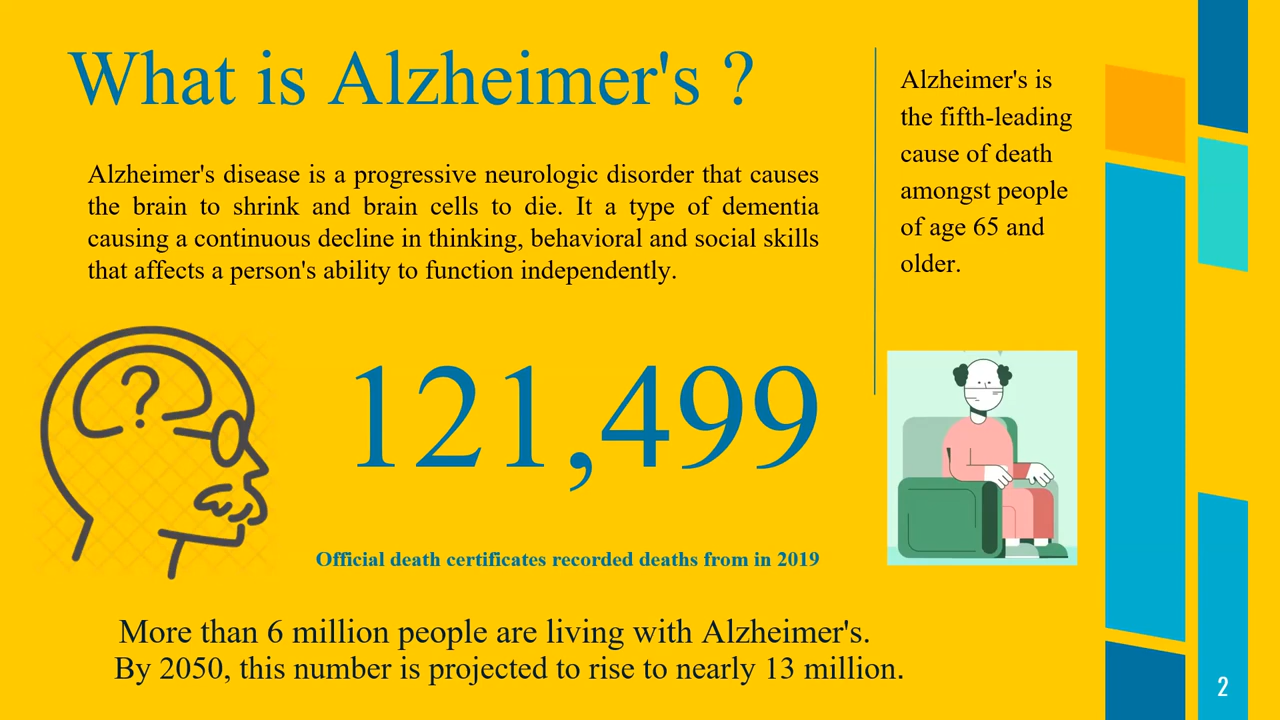 What is Alzheimer's ?
Alzheimer's disease is a progressive neurologic disorder that causes
the brain to shrink and brain cells to die. It a type of dementia
causing a continuous decline in thinking, behavioral and social skills
that affects a person's ability to function independently.
Alzheimer's is
the fifth-leading
cause of death
amongst people
of age 65 and
older.
?
121,499
Official death certificates recorded deaths from in 2019
More than 6 million people are living with Alzheimer's.
By 2050, this number is projected to rise to nearly 13 million.
2